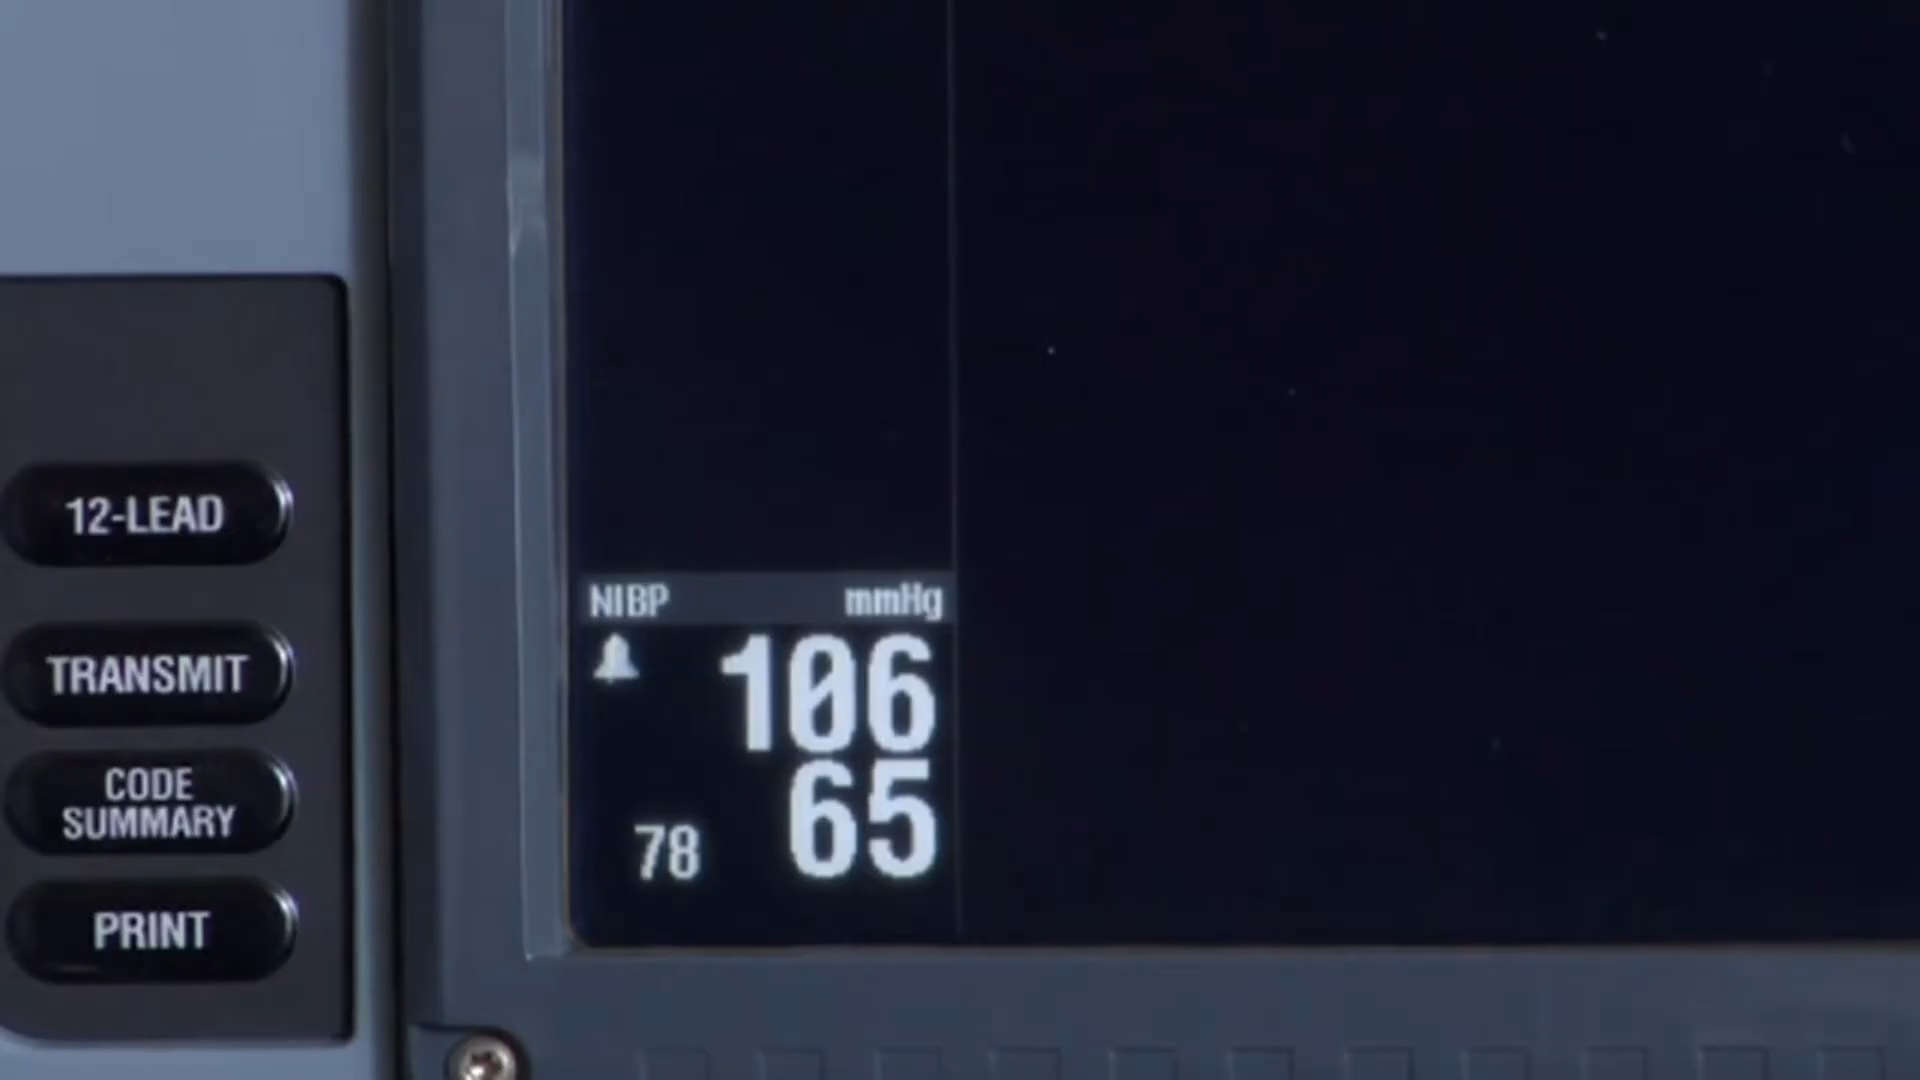 12-LEAD
TRANSMIT
CODE
SUMMARY
PRINT
NIBP mmHg
106
65
78